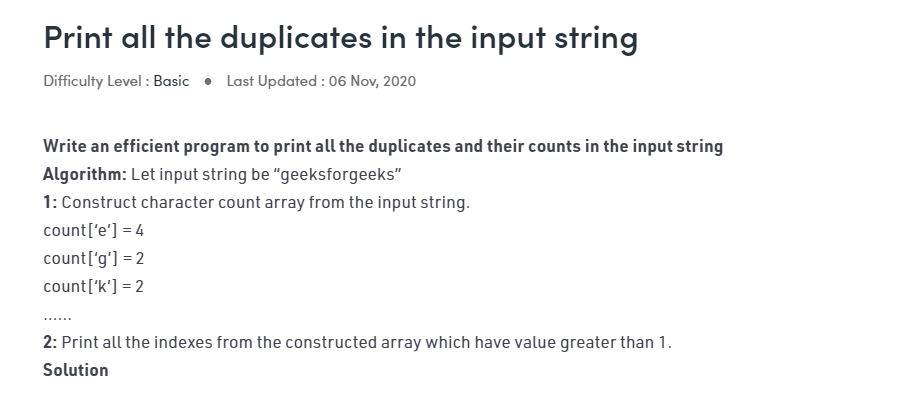 Print all the duplicates in the input string
Difficulty Level : Basic ● Last Updated : 06 Nov, 2020
Write an efficient program to print all the duplicates and their counts in the input string
Algorithm: Let input string be “geeksforgeeks”
1: Construct character count array from the input string.
count[‘e’] = 4
count[‘g’] = 2
count[‘k’] = 2
……
2: Print all the indexes from the constructed array which have value greater than 1.
Solution